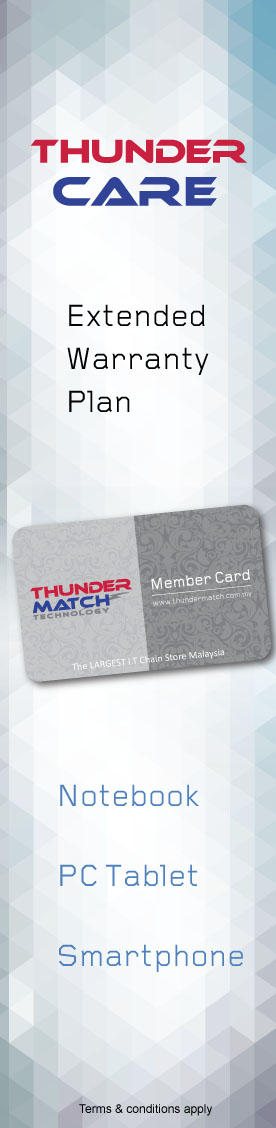 THUNDER
CARE
Extended
Warranty
Plan
THUNDER
MATCH
TECHNOLOGY
Member Card
www.thundermatch.com.my
The LARGEST I.T Chain Store Malaysia
Notebook
PC Tablet
Smartphone
Terms & conditions apply